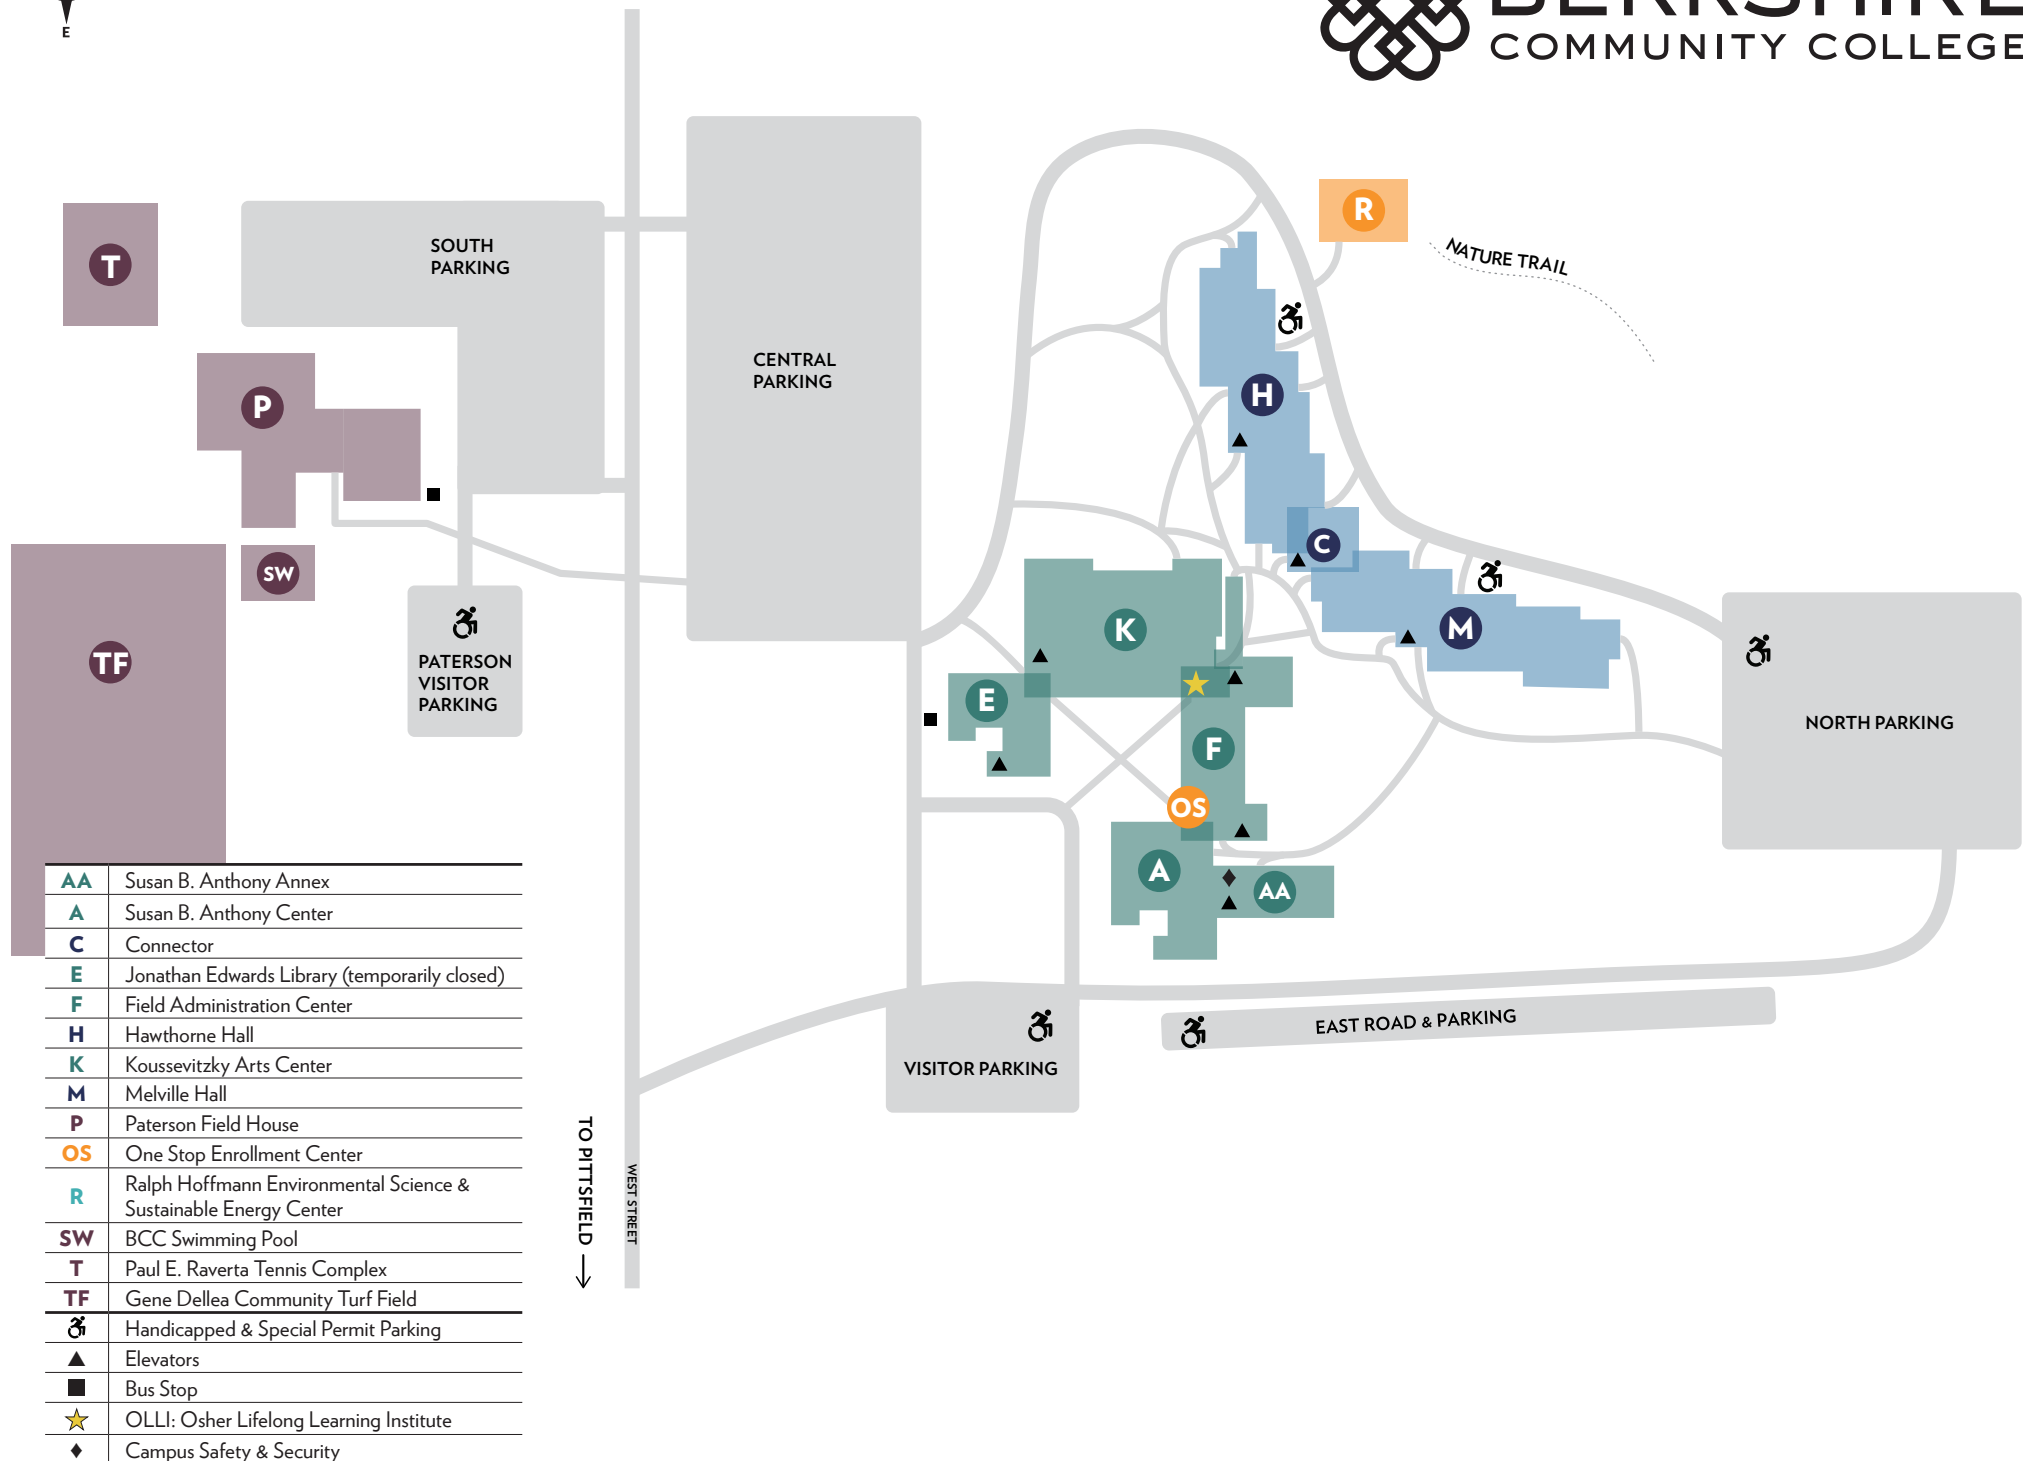 E
BERKSHIRE
COMMUNITY COLLEGE
R
NATURE TRAIL
T
SOUTH
PARKING
CENTRAL
PARKING
H
P
C
SW
K
M
TF
PATERSON
VISITOR
PARKING
E
NORTH PARKING
F
OS
A
AA
EAST ROAD & PARKING
VISITOR PARKING
TO PITTSFIELD
WEST STREET
AA Susan B. Anthony Annex
A Susan B. Anthony Center
C Connector
E Jonathan Edwards Library (temporarily closed)
F Field Administration Center
H Hawthorne Hall
K Koussevitzky Arts Center
M Melville Hall
P Paterson Field House
OS One Stop Enrollment Center
R Ralph Hoffmann Environmental Science &
Sustainable Energy Center
SW BCC Swimming Pool
T Paul E. Raverta Tennis Complex
TF Gene Dellea Community Turf Field
Handicapped & Special Permit Parking
Elevators
Bus Stop
OLLI: Osher Lifelong Learning Institute
Campus Safety & Security